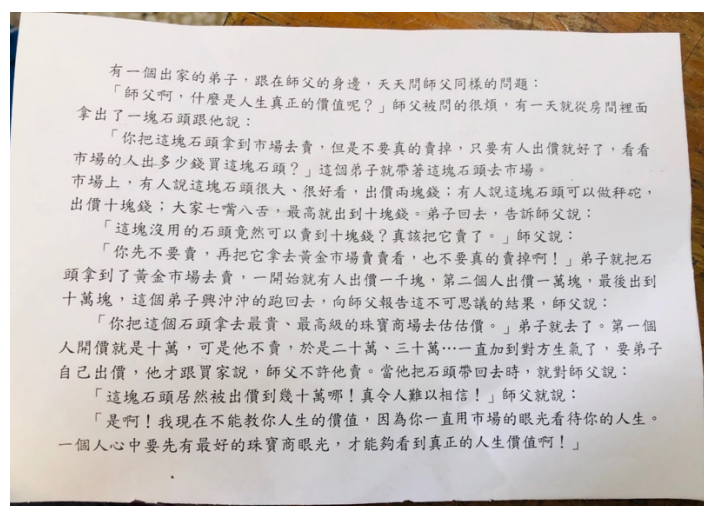 有一個出家的弟子，跟在師父的身邊，天天問師父同樣的問題：
「師父啊，什麼是人生真正的價值呢？」師父被問的很煩，有一天就從房間裡面
拿出了一塊石頭跟他說：
「你把這塊石頭拿到市場去賣，但是不要真的賣掉，只要有人出價就好了，看看
市場的人出多少錢買這塊石頭？」這個弟子就帶著這塊石頭去市場。
市場上，有人說這塊石頭很大、很好看，出價兩塊錢；有人說這塊石頭可以做秤砣，
出價十塊錢；大家七嘴八舌，最高就出到十塊錢。弟子回去，告訴師父說：
「這塊沒用的石頭竟然可以賣到十塊錢？真該把它賣了。」師父說：
「你先不要賣，再把它拿去黃金市場賣賣看，也不要真的賣掉啊！」弟子就把石
頭拿到了黃金市場去賣，一開始就有人出價一千塊，第二個人出價一萬塊，最後出到
十萬塊，這個弟子興沖沖的跑回去，向師父報告這不可思議的結果，師父說：
「你把這個石頭拿去最貴、最高級的珠寶商場去估估價。」弟子就去了。第一個
人開價就是十萬，可是他不賣，於是二十萬、三十萬…一直加到對方生氣了，要弟子
自己出價，他才跟買家說，師父不許他賣。當他把石頭帶回去時，就對師父說：
「這塊石頭居然被出價到幾十萬哪！真令人難以相信！」師父就說：
「是啊！我現在不能教你人生的價值，因為你一直用市場的眼光看待你的人生。
一個人心中要先有最好的珠寶商眼光，才能夠看到真正的人生價值啊！」